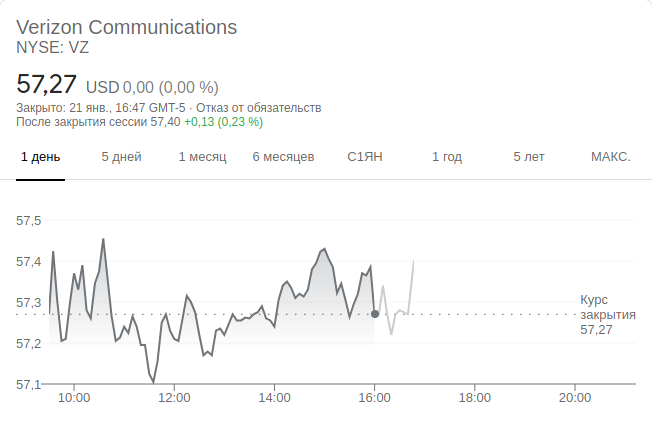 Verizon Communications
NYSE: VZ
57,27 USD 0,00 (0,00 %)
Закрыто: 21 янв., 16:47 GMT-5 · Отказ от обязательств
После закрытия сессии 57,40 +0,13 (0,23 %)
1 день 5 дней 1 месяц 6 месяцев С1ЯН 1 год 5 лет МАКС.
57,5
57,4
57,3
57,2
57,1
Курс
закрытия
57,27
10:00 12:00 14:00 16:00 18:00 20:00